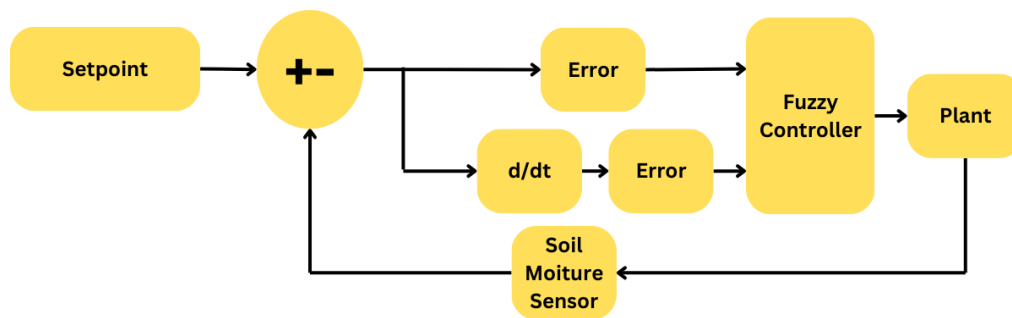 Setpoint
+-
Error
Fuzzy
Controller
Plant
d/dt
Error
Soil
Moiture
Sensor